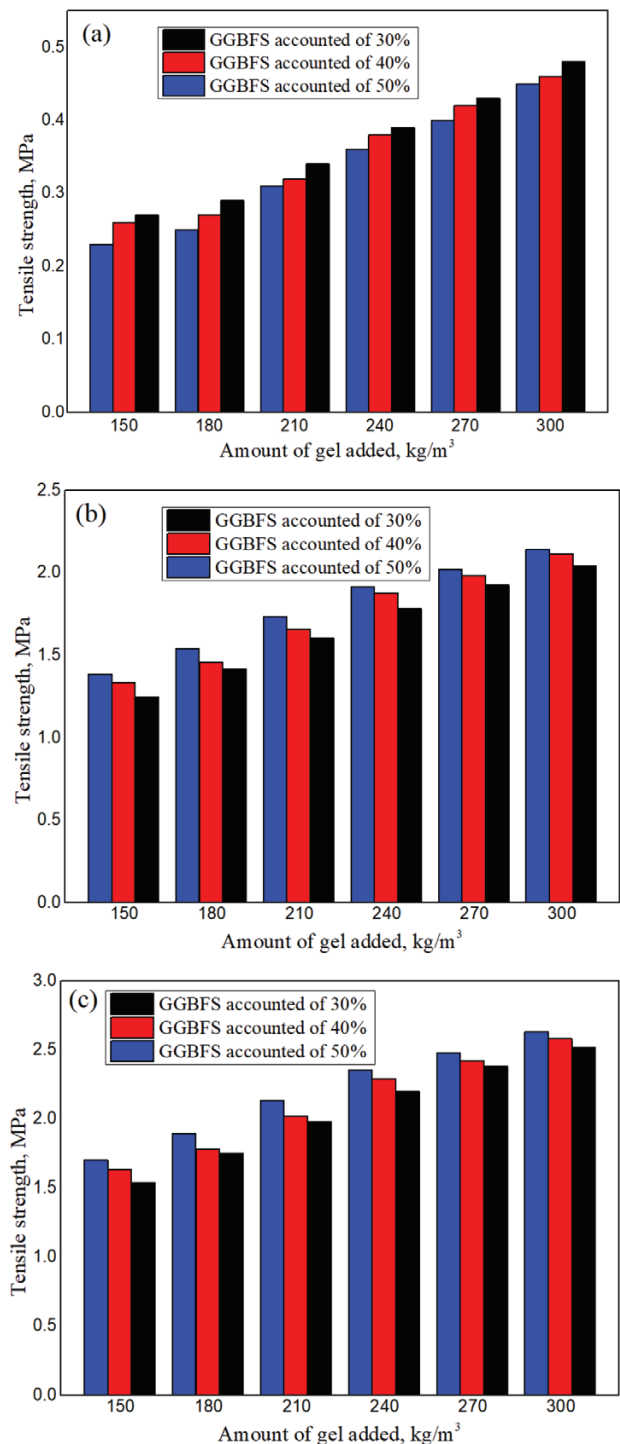 (a)
GGBFS accounted of 30%
GGBFS accounted of 40%
GGBFS accounted of 50%
0.5
0.4
0.3
0.2
0.1
0.0
Tensile strength, MPa
150 180 210 240 270 300
Amount of gel added, kg/m³
(b)
GGBFS accounted of 30%
GGBFS accounted of 40%
GGBFS accounted of 50%
2.5
2.0
1.5
1.0
0.5
0.0
Tensile strength, MPa
150 180 210 240 270 300
Amount of gel added, kg/m³
(c)
GGBFS accounted of 30%
GGBFS accounted of 40%
GGBFS accounted of 50%
3.0
2.5
2.0
1.5
1.0
0.5
0.0
Tensile strength, MPa
150 180 210 240 270 300
Amount of gel added, kg/m³